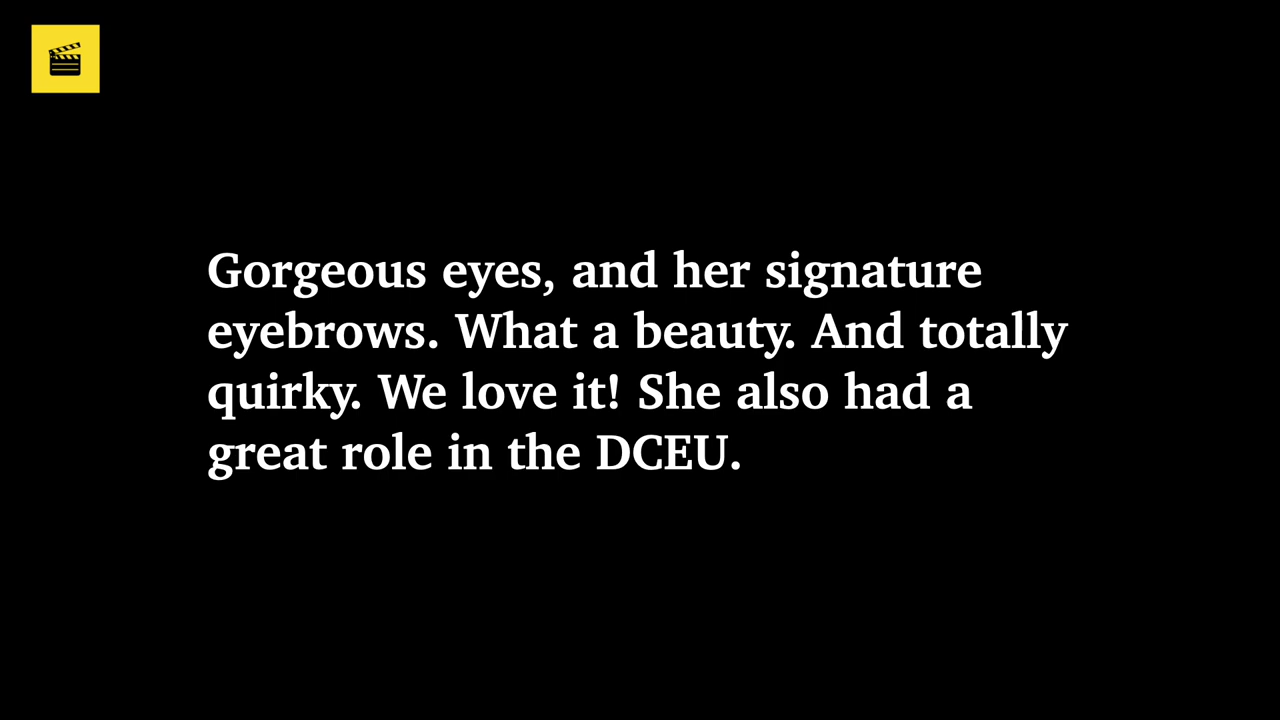 Gorgeous eyes, and her signature
eyebrows. What a beauty. And totally
quirky. We love it! She also had a
great role in the DCEU.